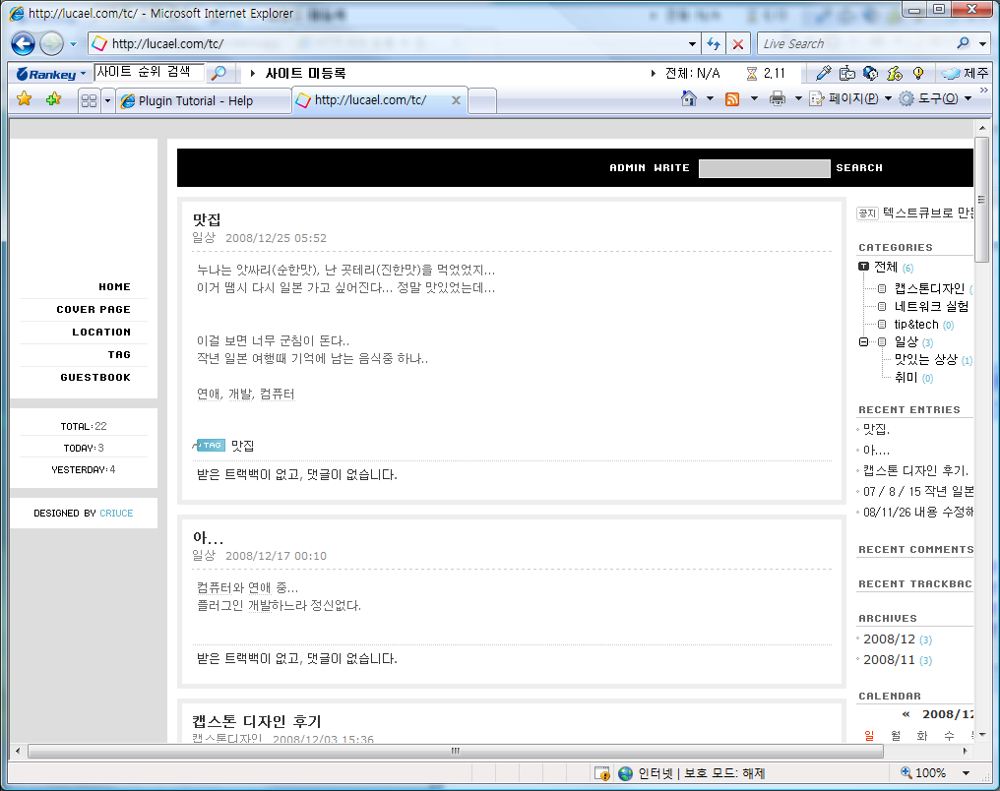 http://lucael.com/tc/ - Microsoft Internet Explorer
http://lucael.com/tc/
Live Search
Rankey
사이트 순위 검색
사이트 미등록
전체: N/A
2,11
제주
Plugin Tutorial - Help
http://lucael.com/tc/
페이지(P)
도구(O)
ADMIN WRITE
SEARCH
HOME
COVER PAGE
LOCATION
TAG
GUESTBOOK
TOTAL:22
TODAY:3
YESTERDAY:4
DESIGNED BY CRIUCE
맛집
일상 2008/12/25 05:52
누나는 앗싸리(순한맛), 난 곳테리(진한맛)을 먹었었지...
이거 땜시 다시 일본 가고 싶어진다... 정말 맛있었는데...
이걸 보면 너무 군침이 돈다..
작년 일본 여행때 기억에 남는 음식중 하나..
연애, 개발, 컴퓨터
TAG 맛집
받은 트랙백이 없고, 댓글이 없습니다.
아...
일상 2008/12/17 00:10
컴퓨터와 연애 중...
플러그인 개발하느라 정신없다.
받은 트랙백이 없고, 댓글이 없습니다.
캡스톤 디자인 후기
캡스톤디자인 2008/12/03 15:36
공지 텍스트큐브로 만
CATEGORIES
전체 (6)
캡스톤디자인 (
네트워크 실험
tip&tech (0)
일상 (3)
맛있는 상상 (1)
취미 (0)
RECENT ENTRIES
맛집.
아....
캡스톤 디자인 후기.
07 / 8 / 15 작년 일본
08/11/26 내용 수정해
RECENT COMMENTS
RECENT TRACKBAC
ARCHIVES
2008/12 (3)
2008/11 (3)
CALENDAR
« 2008/12
일 월 화 수
인터넷 | 보호 모드: 해제
100%